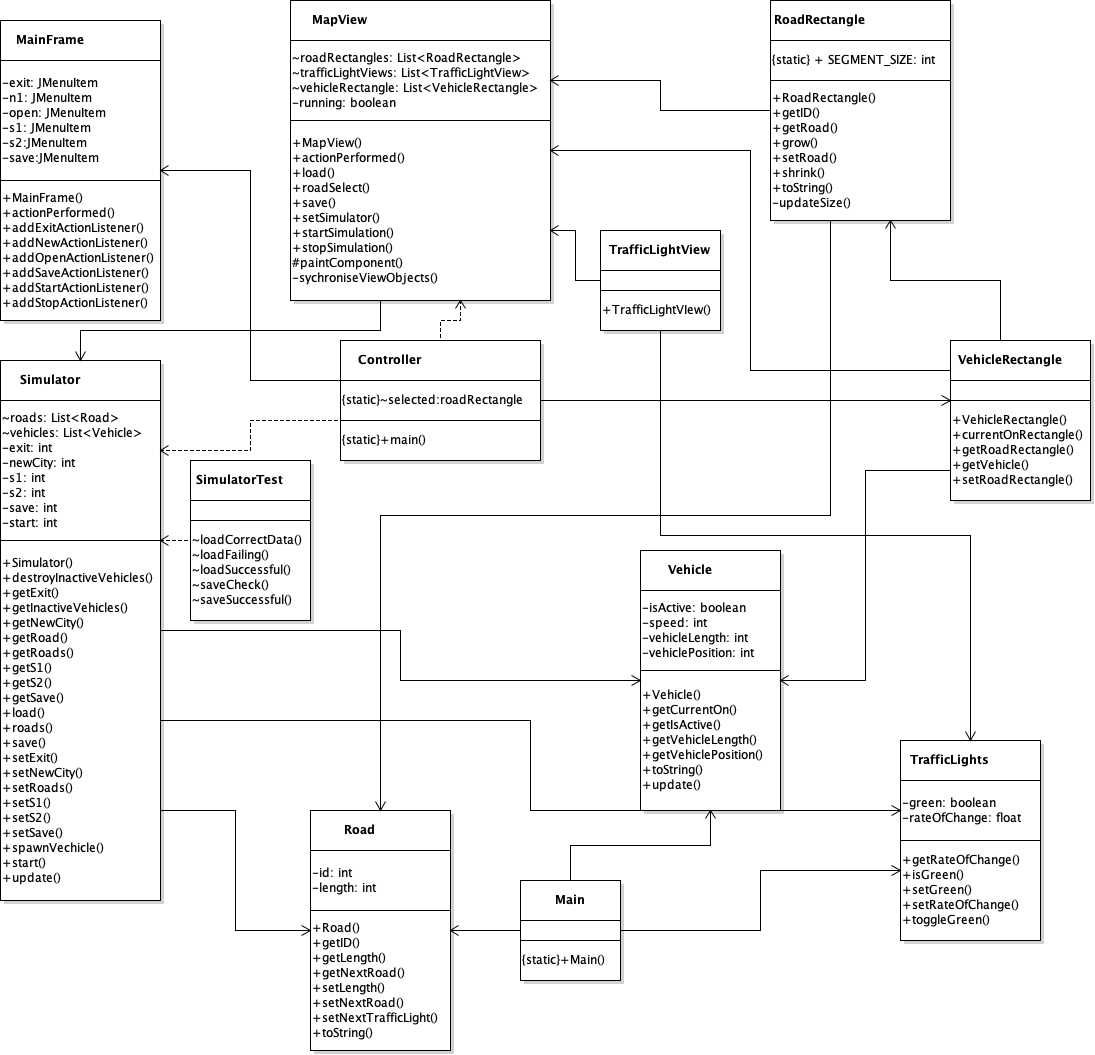 MainFrame
-exit: JMenuItem
-n1: JMenuItem
-open: JMenuItem
-s1: JMenuItem
-s2:JMenuItem
-save:JMenuItem
+MainFrame()
+actionPerformed()
+addExitActionListener()
+addNewActionListener()
+addOpenActionListener()
+addSaveActionListener()
+addStartActionListener()
+addStopActionListener()
MapView
~roadRectangles: List<RoadRectangle>
~trafficLightViews: List<TrafficLightView>
~vehicleRectangle: List<VehicleRectangle>
-running: boolean
+MapView()
+actionPerformed()
+load()
+roadSelect()
+save()
+setSimulator()
+startSimulation()
+stopSimulation()
#paintComponent()
-sychroniseViewObjects()
RoadRectangle
{static} + SEGMENT_SIZE: int
+RoadRectangle()
+getID()
+getRoad()
+grow()
+setRoad()
+shrink()
+toString()
-updateSize()
TrafficLightView
+TrafficLightVIew()
Controller
{static}~selected:roadRectangle
{static}+main()
VehicleRectangle
+VehicleRectangle()
+currentOnRectangle()
+getRoadRectangle()
+getVehicle()
+setRoadRectangle()
Simulator
~roads: List<Road>
~vehicles: List<Vehicle>
-exit: int
-newCity: int
-s1: int
-s2: int
-save: int
-start: int
+Simulator()
+destroyInactiveVehicles()
+getExit()
+getInactiveVehicles()
+getNewCity()
+getRoad()
+getRoads()
+getS1()
+getS2()
+getSave()
+load()
+roads()
+save()
+setExit()
+setNewCity()
+setRoads()
+setS1()
+setS2()
+setSave()
+spawnVechicle()
+start()
+update()
SimulatorTest
~loadCorrectData()
~loadFailing()
~loadSuccessful()
~saveCheck()
~saveSuccessful()
Vehicle
-isActive: boolean
-speed: int
-vehicleLength: int
-vehiclePosition: int
+Vehicle()
+getCurrentOn()
+getIsActive()
+getVehicleLength()
+getVehiclePosition()
+toString()
+update()
TrafficLights
-green: boolean
-rateOfChange: float
+getRateOfChange()
+isGreen()
+setGreen()
+setRateOfChange()
+toggleGreen()
Road
-id: int
-length: int
+Road()
+getID()
+getLength()
+getNextRoad()
+setLength()
+setNextRoad()
+setNextTrafficLight()
+toString()
Main
{static}+Main()